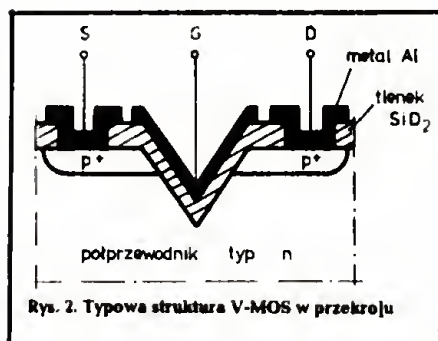 S G D
metal Al
tlenek
SiO₂
p+ p+
półprzewodnik typ n
Rys. 2. Typowa struktura V-MOS w przekroju